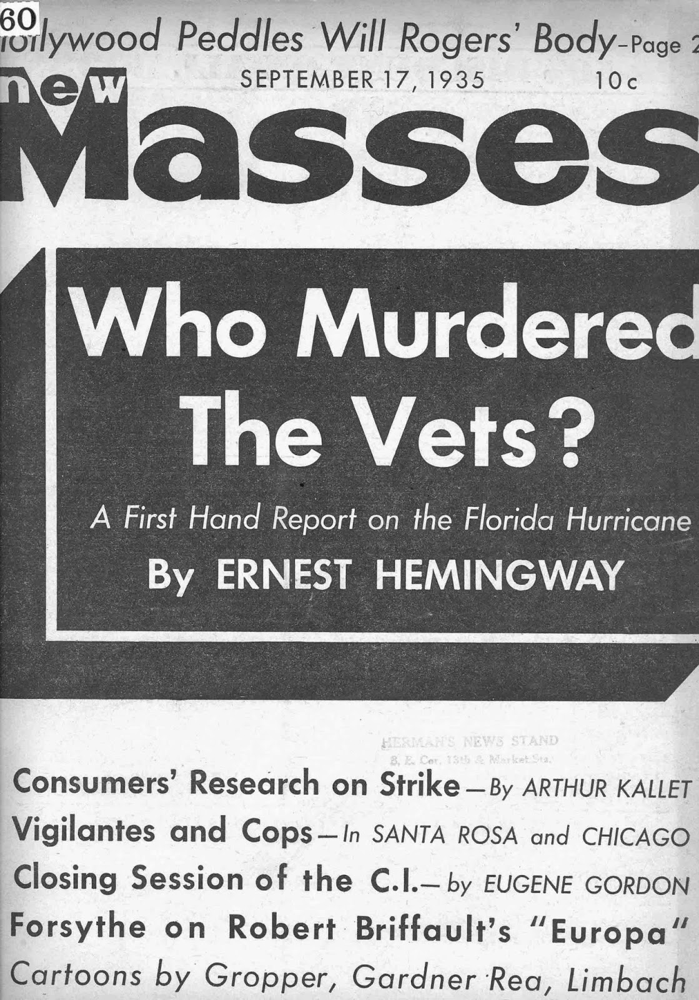 60
Hollywood Peddles Will Rogers' Body-Page 2
new
SEPTEMBER 17, 1935 10c
Masses
Who Murdered
The Vets?
A First Hand Report on the Florida Hurricane
By ERNEST HEMINGWAY
HERMAN'S NEWS STAND
S. E. Cor. 13th & Market Sts.
Consumers' Research on Strike—By ARTHUR KALLET
Vigilantes and Cops—In SANTA ROSA and CHICAGO
Closing Session of the C.I.—by EUGENE GORDON
Forsythe on Robert Briffault's "Europa"
Cartoons by Gropper, Gardner Rea, Limbach